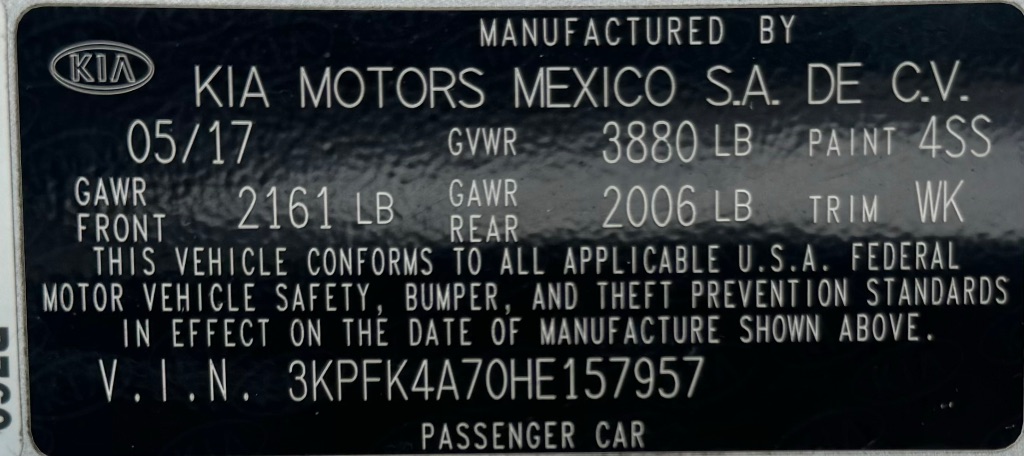 MANUFACTURED BY
KIA
KIA MOTORS MEXICO S.A. DE C.V.
05/17 GVWR 3880 LB PAINT 4SS
GAWR FRONT 2161 LB GAWR REAR 2006 LB TRIM WK
THIS VEHICLE CONFORMS TO ALL APPLICABLE U.S.A. FEDERAL
MOTOR VEHICLE SAFETY, BUMPER, AND THEFT PREVENTION STANDARDS
IN EFFECT ON THE DATE OF MANUFACTURE SHOWN ABOVE.
V.I.N. 3KPFK4A70HE157957
PASSENGER CAR